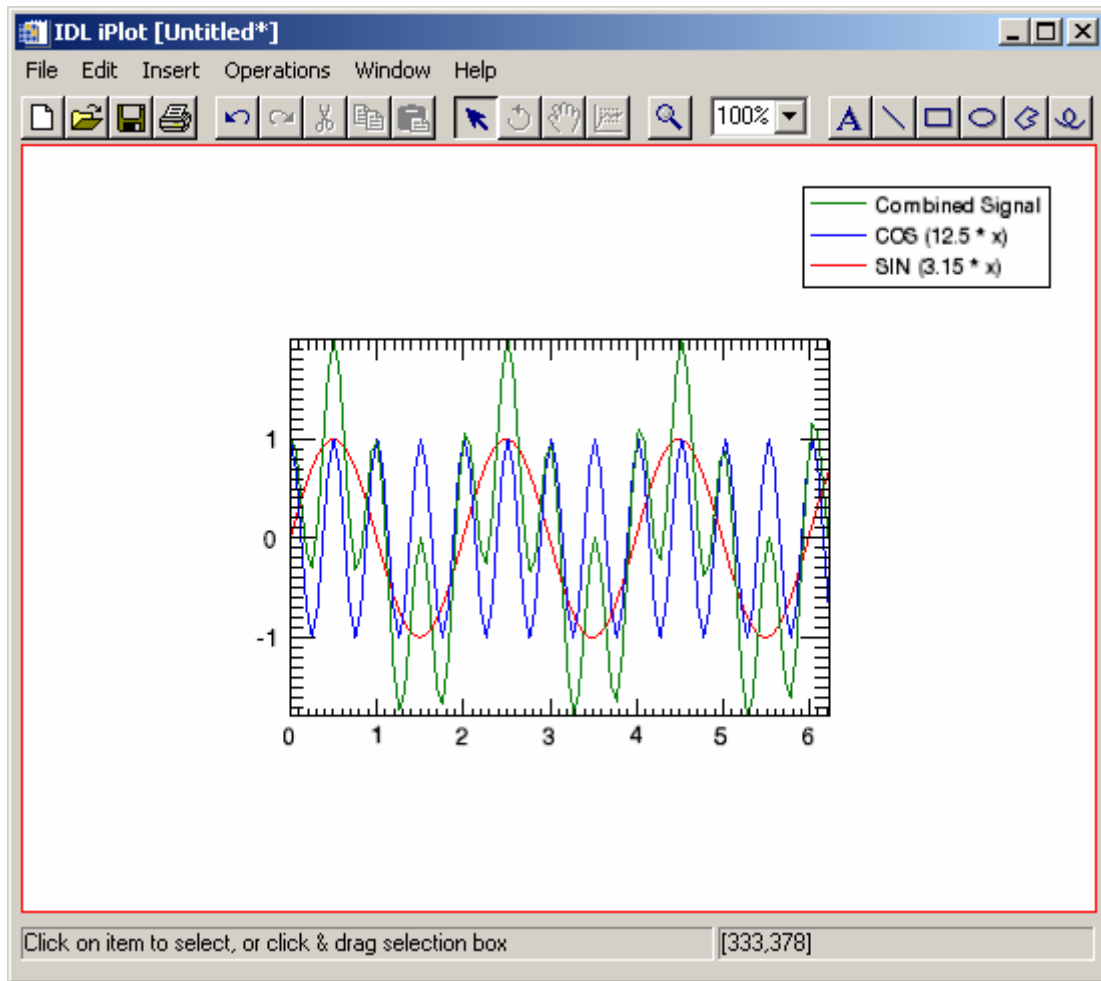 IDL iPlot [Untitled*]
File Edit Insert Operations Window Help
100% A
Combined Signal
COS (12.5 * x)
SIN (3.15 * x)
1
0
-1
0 1 2 3 4 5 6
Click on item to select, or click & drag selection box [333,378]